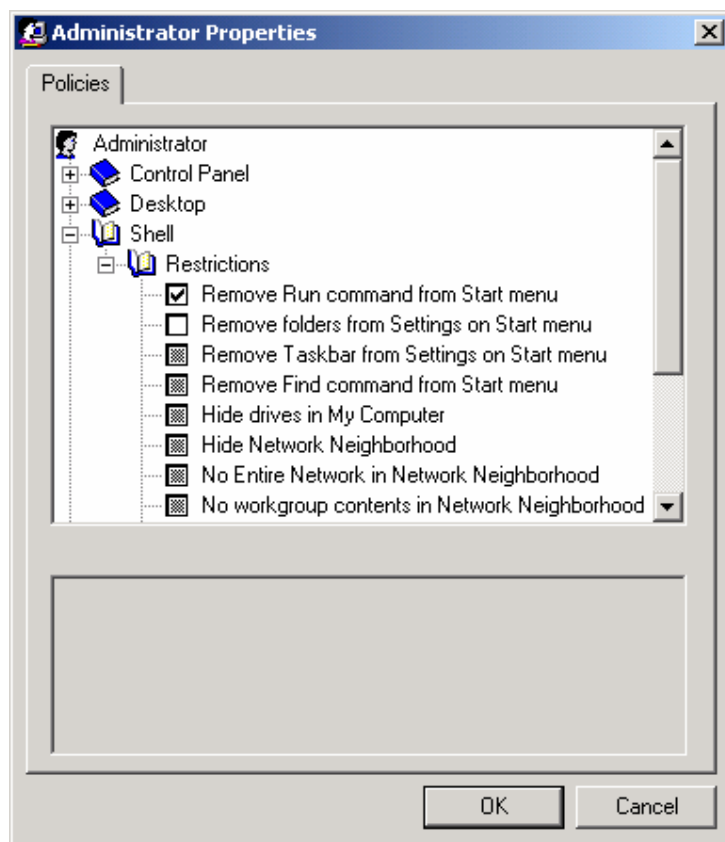 Administrator Properties
Policies
Administrator
Control Panel
Desktop
Shell
Restrictions
Remove Run command from Start menu
Remove folders from Settings on Start menu
Remove Taskbar from Settings on Start menu
Remove Find command from Start menu
Hide drives in My Computer
Hide Network Neighborhood
No Entire Network in Network Neighborhood
No workgroup contents in Network Neighborhood
OK Cancel